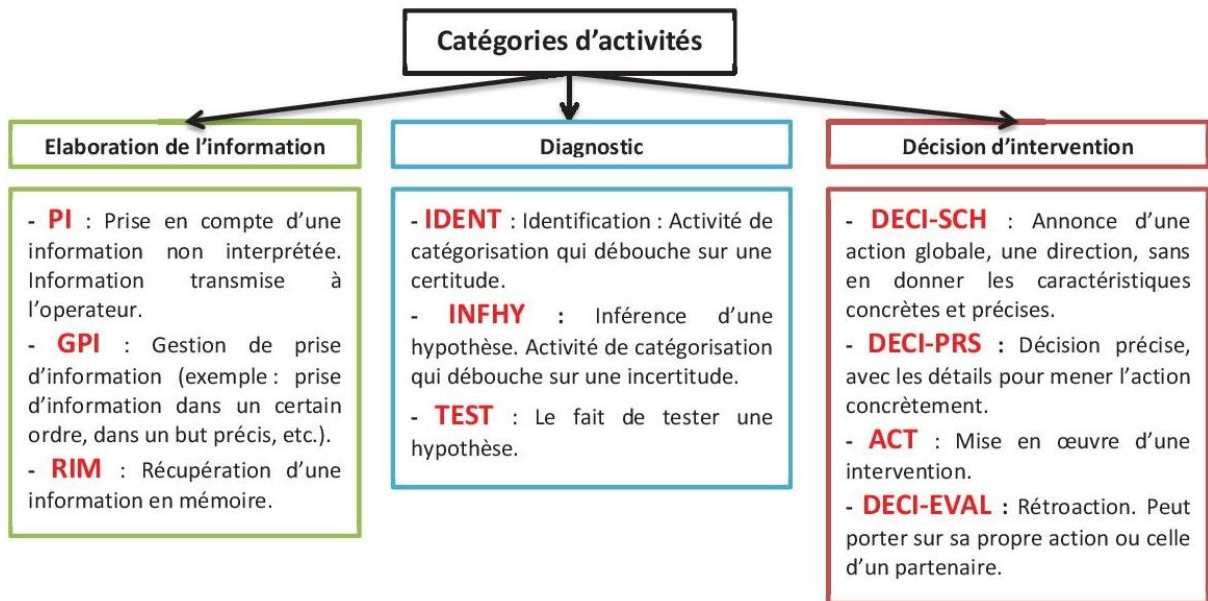 Catégories d'activités
Elaboration de l'information
- PI : Prise en compte d'une
information non interprétée.
Information transmise à
l'operateur.
- GPI : Gestion de prise
d'information (exemple : prise
d'information dans un certain
ordre, dans un but précis, etc.).
- RIM : Récupération d'une
information en mémoire.
Diagnostic
- IDENT : Identification : Activité de
catégorisation qui débouche sur une
certitude.
- INFHY : Inférence d'une
hypothèse. Activité de catégorisation
qui débouche sur une incertitude.
- TEST : Le fait de tester une
hypothèse.
Décision d'intervention
- DECI-SCH : Annonce d'une
action globale, une direction, sans
en donner les caractéristiques
concrètes et précises.
- DECI-PRS : Décision précise,
avec les détails pour mener l'action
concrètement.
- ACT : Mise en œuvre d'une
intervention.
- DECI-EVAL : Rétroaction. Peut
porter sur sa propre action ou celle
d'un partenaire.